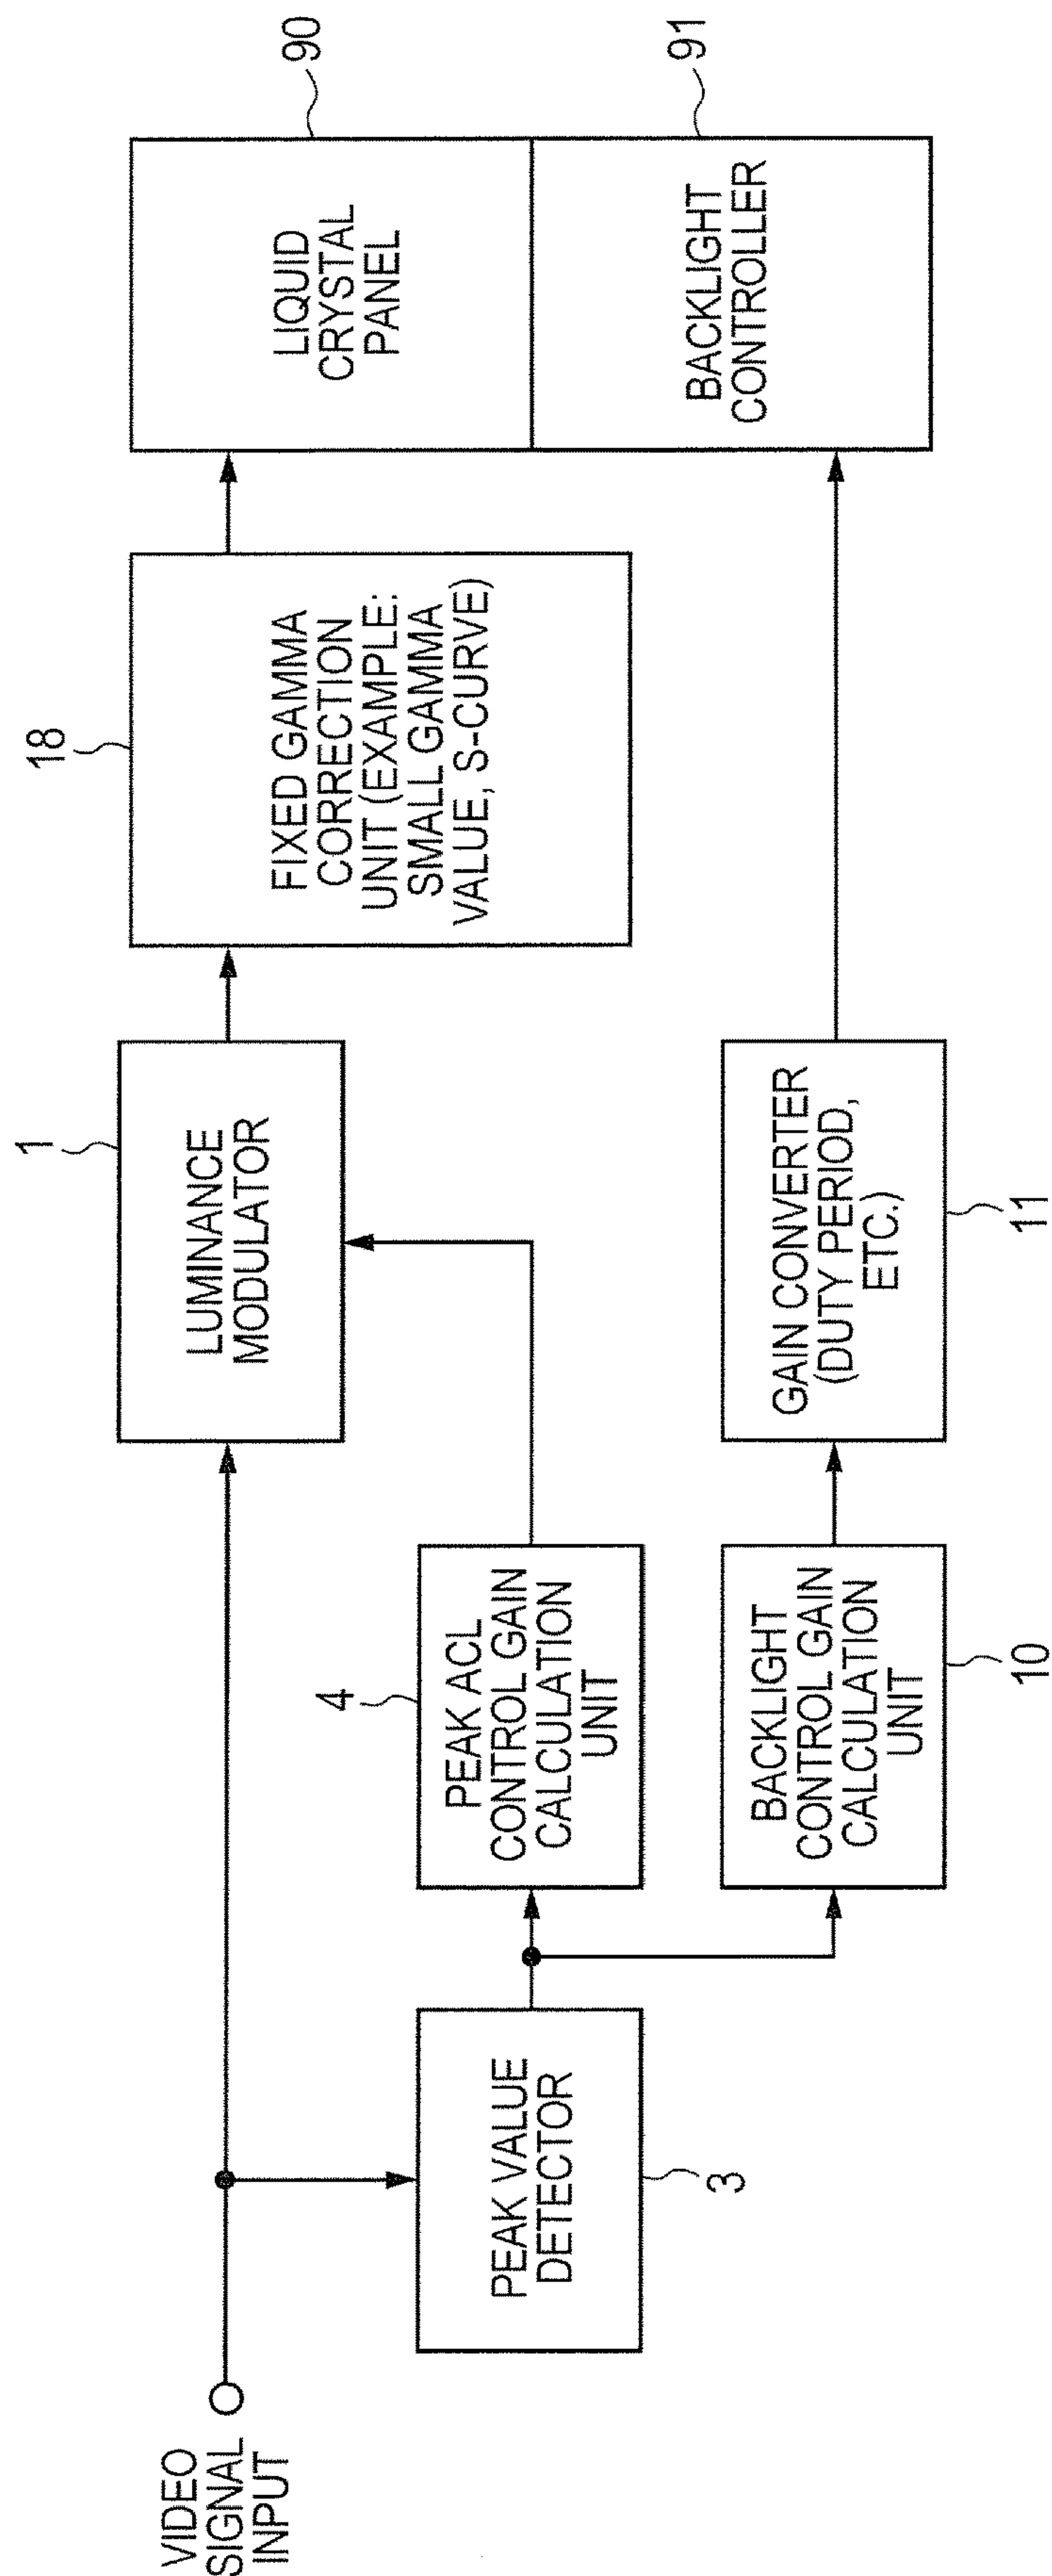 VIDEO
SIGNAL
INPUT
PEAK VALUE
DETECTOR
3
4
PEAK ACL
CONTROL GAIN
CALCULATION
UNIT
BACKLIGHT
CONTROL GAIN
CALCULATION
UNIT
10
1
LUMINANCE
MODULATOR
GAIN CONVERTER
(DUTY PERIOD,
ETC.)
11
18
FIXED GAMMA
CORRECTION
UNIT (EXAMPLE:
SMALL GAMMA
VALUE, S-CURVE)
LIQUID
CRYSTAL
PANEL
90
BACKLIGHT
CONTROLLER
91